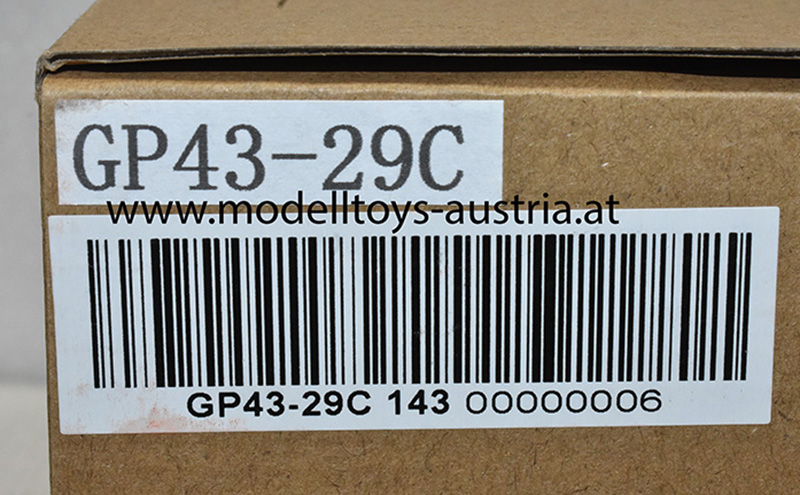 GP43-29C
www.modelltoys-austria.at
GP43-29C 143 00000006